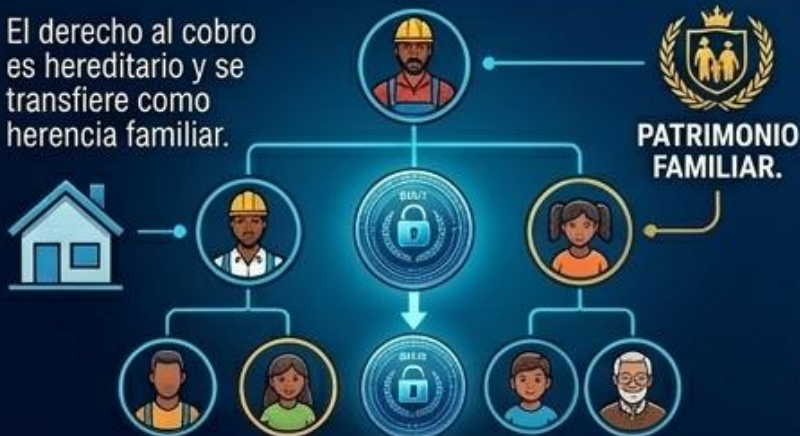 El derecho al cobro
es hereditario y se
transfiere como
herencia familiar.
PATRIMONIO
FAMILIAR.